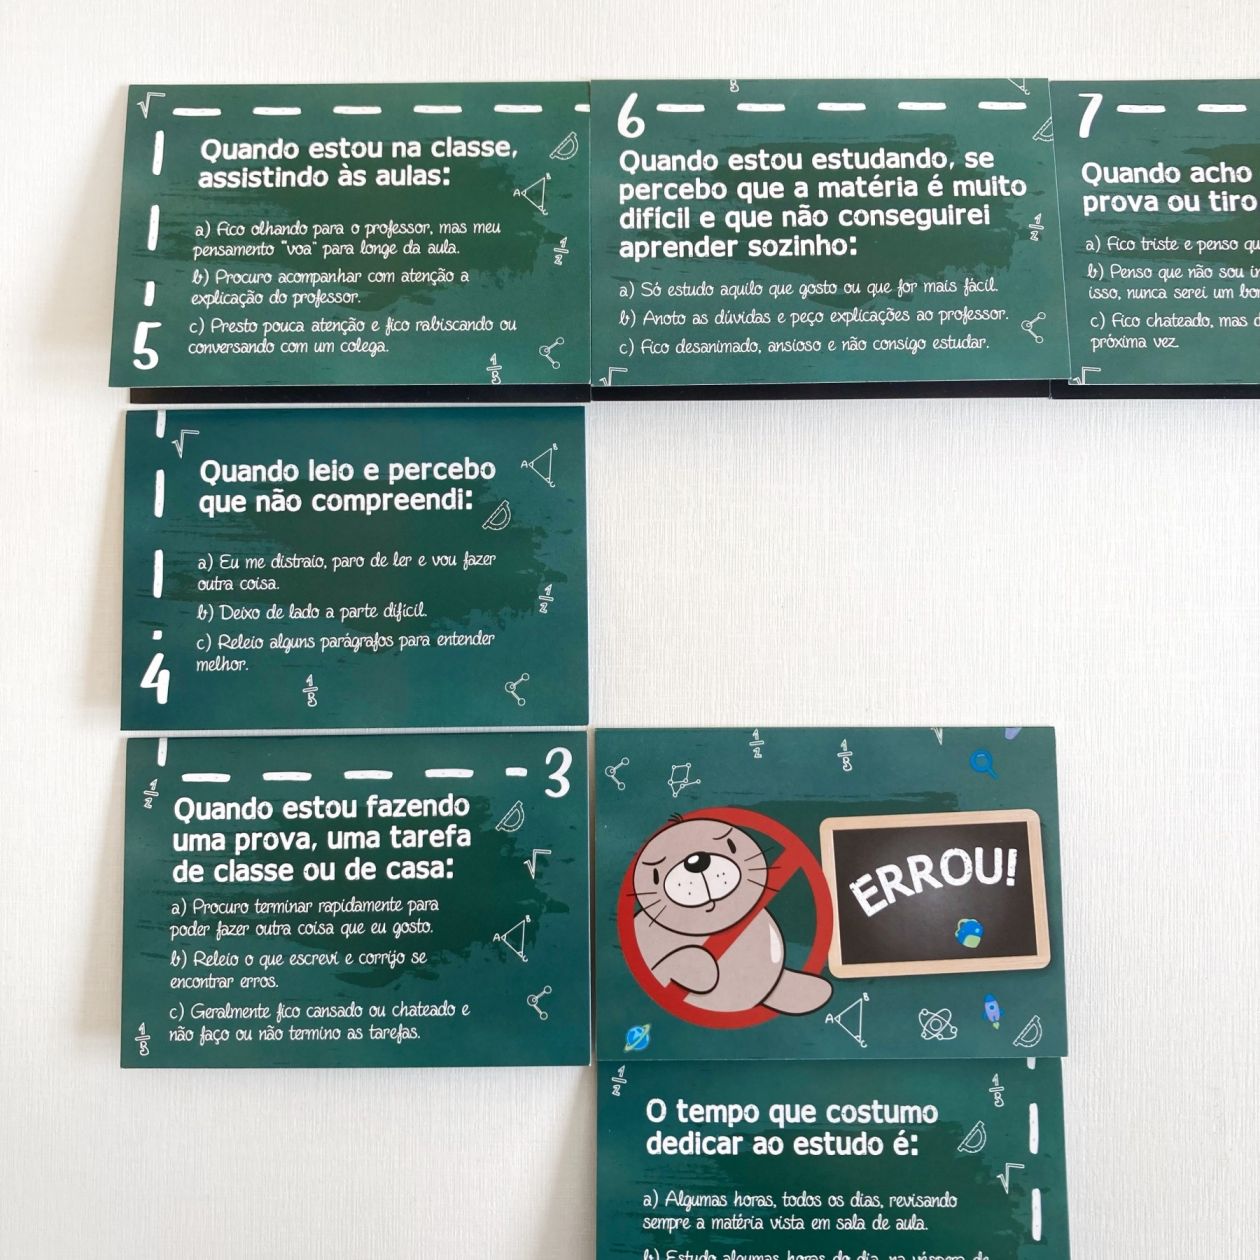 Quando estou na classe,
assistindo às aulas:
a) Fico olhando para o professor, mas meu
pensamento "voa" para longe da aula.
b) Procuro acompanhar com atenção a
explicação do professor.
c) Presto pouca atenção e fico rabiscando ou
conversando com um colega.
5
6
Quando estou estudando, se
percebo que a matéria é muito
difícil e que não conseguirei
aprender sozinho:
a) Só estudo aquilo que gosto ou que for mais fácil.
b) Anoto as dúvidas e peço explicações ao professor.
c) Fico desanimado, ansioso e não consigo estudar.
7
Quando acho
prova ou tiro
a) Fico triste e penso
b) Penso que não sou
isso, nunca serei um
c) Fico chateado, mas
próxima vez.
Quando leio e percebo
que não compreendi:
a) Eu me distraio, paro de ler e vou fazer
outra coisa.
b) Deixo de lado a parte difícil.
c) Releio alguns parágrafos para entender
melhor.
4
3
Quando estou fazendo
uma prova, uma tarefa
de classe ou de casa:
a) Procuro terminar rapidamente para
poder fazer outra coisa que eu gosto.
b) Releio o que escrevi e corrijo se
encontrar erros.
c) Geralmente fico cansado ou chateado e
não faço ou não termino as tarefas.
ERROU!
O tempo que costumo
dedicar ao estudo é:
a) Algumas horas, todos os dias, revisando
sempre a matéria vista em sala de aula.
b) Estudo algumas horas do dia, na véspera de